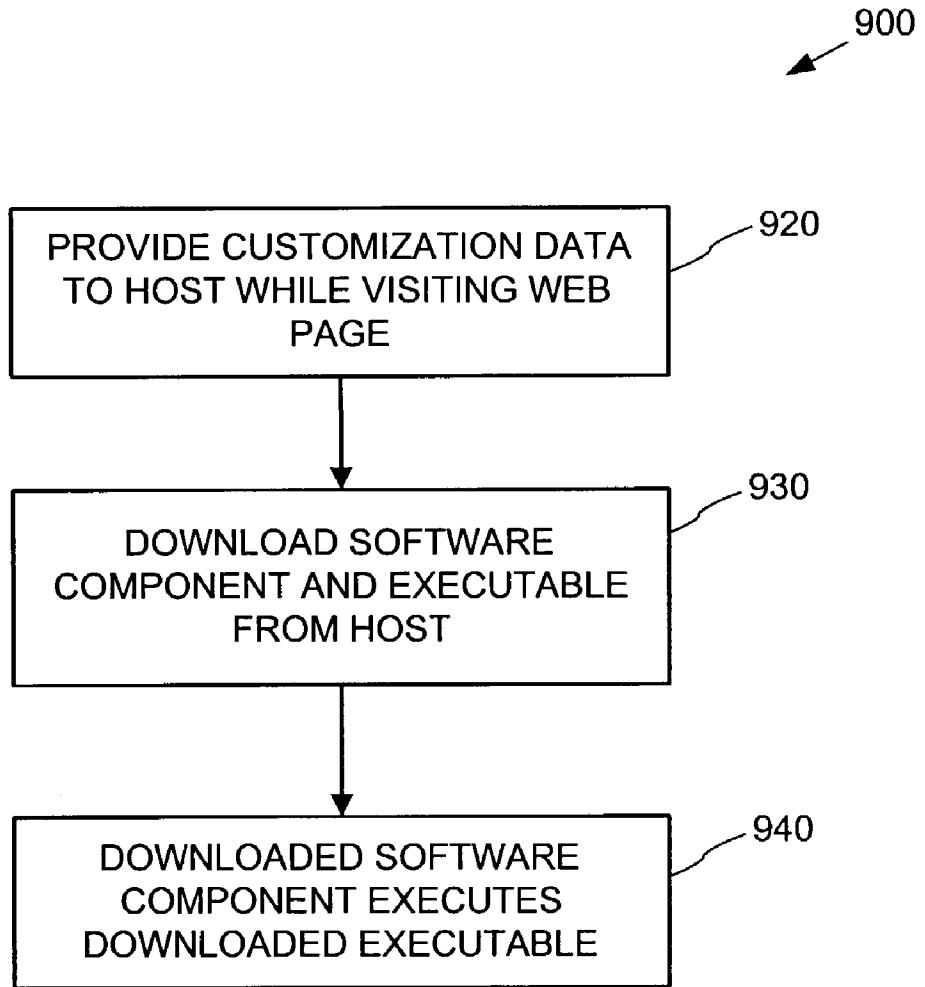 900
PROVIDE CUSTOMIZATION DATA
TO HOST WHILE VISITING WEB
PAGE
920
DOWNLOAD SOFTWARE
COMPONENT AND EXECUTABLE
FROM HOST
930
DOWNLOADED SOFTWARE
COMPONENT EXECUTES
DOWNLOADED EXECUTABLE
940